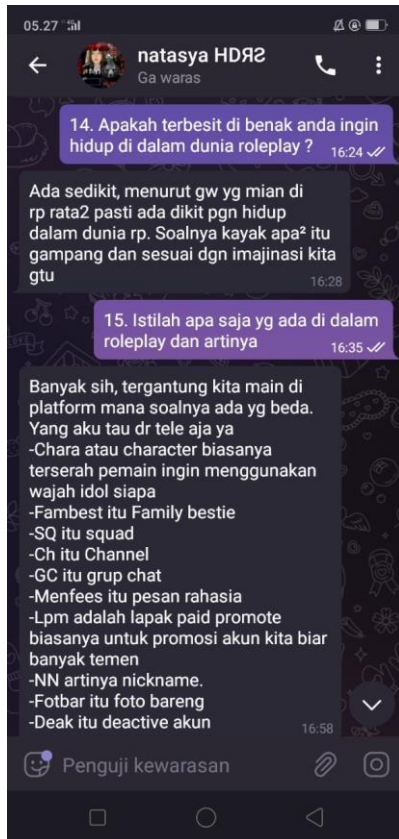 05.27
natasya HDЯƧ
Ga waras
14. Apakah terbesit di benak anda ingin
hidup di dalam dunia roleplay ?
16:24
Ada sedikit, menurut gw yg mian di
rp rata2 pasti ada dikit pgn hidup
dalam dunia rp. Soalnya kayak apa² itu
gampang dan sesuai dgn imajinasi kita
gtu
16:28
15. Istilah apa saja yg ada di dalam
roleplay dan artinya
16:35
Banyak sih, tergantung kita main di
platform mana soalnya ada yg beda.
Yang aku tau dr tele aja ya
-Chara atau character biasanya
terserah pemain ingin menggunakan
wajah idol siapa
-Fambest itu Family bestie
-SQ itu squad
-Ch itu Channel
-GC itu grup chat
-Menfees itu pesan rahasia
-Lpm adalah lapak paid promote
biasanya untuk promosi akun kita biar
banyak temen
-NN artinya nickname.
-Fotbar itu foto bareng
-Deak itu deactive akun
16:58
Penguji kewarasan